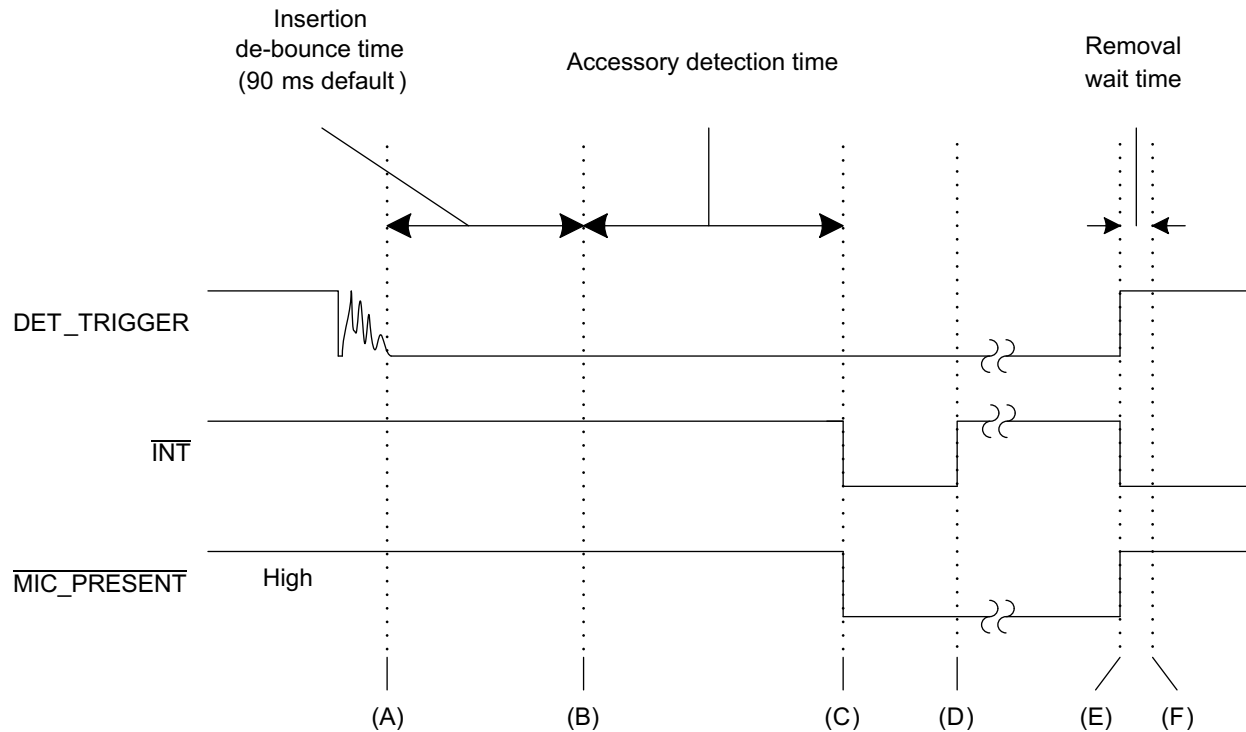 Insertion
de-bounce time
(90 ms default)
Accessory detection time
Removal
wait time
DET_TRIGGER
INT
MIC_PRESENT
High
(A)
(B)
(C)
(D)
(E)
(F)